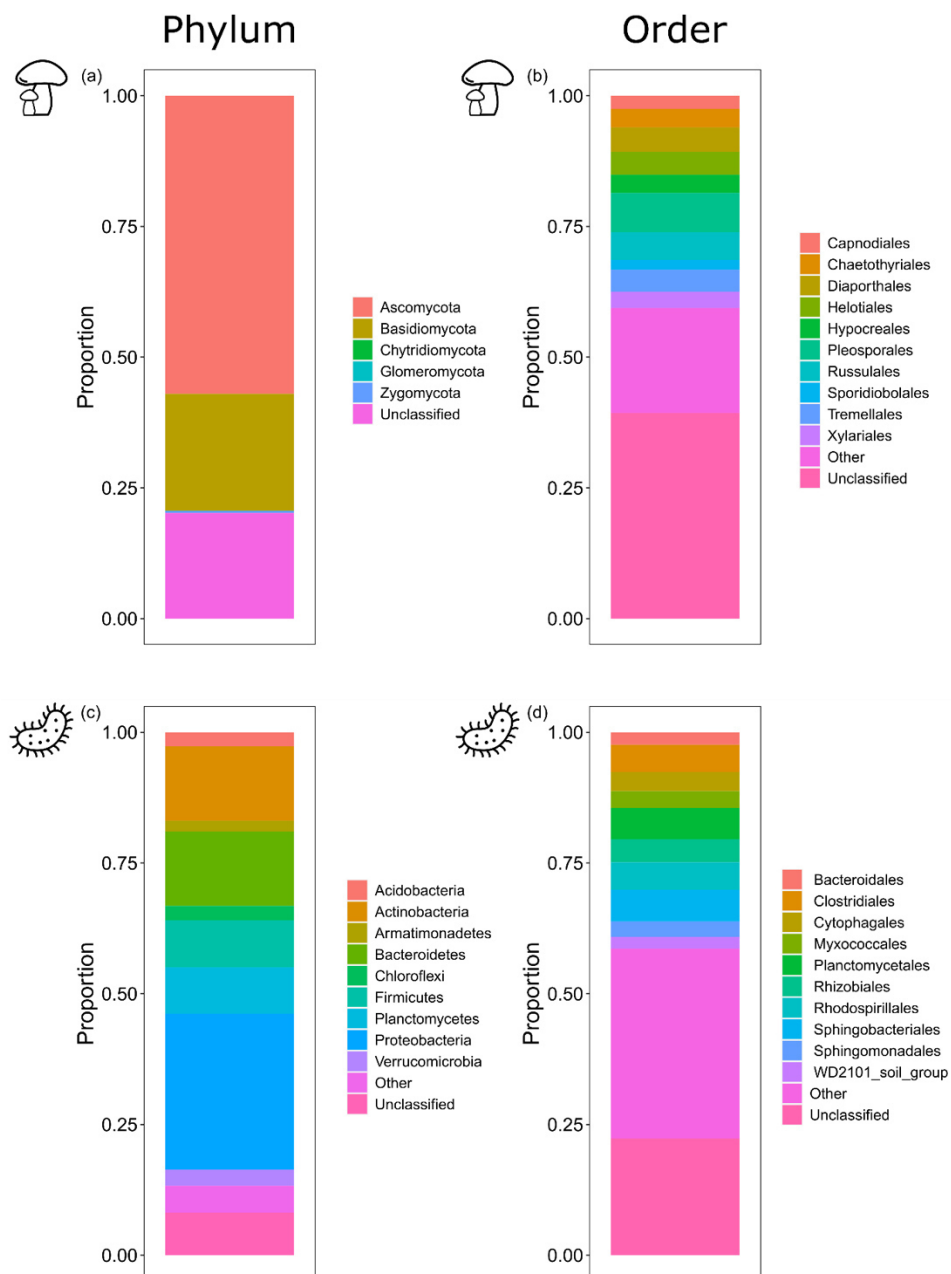 Phylum
Order
(a)
1.00
0.75
0.50
0.25
0.00
Proportion
Ascomycota
Basidiomycota
Chytridiomycota
Glomeromycota
Zygomycota
Unclassified
(b)
1.00
0.75
0.50
0.25
0.00
Proportion
Capnodiales
Chaetothyriales
Diaporthales
Helotiales
Hypocreales
Pleosporales
Russulales
Sporidiobolales
Tremellales
Xylariales
Other
Unclassified
(c)
1.00
0.75
0.50
0.25
0.00
Proportion
Acidobacteria
Actinobacteria
Armatimonadetes
Bacteroidetes
Chloroflexi
Firmicutes
Planctomycetes
Proteobacteria
Verrucomicrobia
Other
Unclassified
(d)
1.00
0.75
0.50
0.25
0.00
Proportion
Bacteroidales
Clostridiales
Cytophagales
Myxococcales
Planctomycetales
Rhizobiales
Rhodospirillales
Sphingobacteriales
Sphingomonadales
WD2101_soil_group
Other
Unclassified